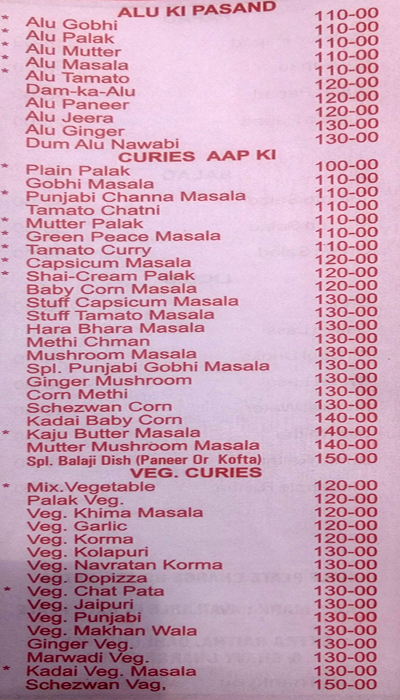 ALU KI PASAND
* Alu Gobhi 110-00
* Alu Palak 110-00
* Alu Mutter 110-00
* Alu Masala 110-00
Alu Tamato 110-00
Dam-ka-Alu 120-00
Alu Paneer 120-00
Alu Jeera 120-00
Alu Ginger 130-00
Dum Alu Nawabi 130-00
CURIES AAP KI
* Plain Palak 100-00
Gobhi Masala 110-00
* Punjabi Channa Masala 110-00
Tamato Chatni 110-00
* Mutter Palak 110-00
* Green Peace Masala 110-00
* Tamato Curry 110-00
* Capsicum Masala 120-00
* Shai-Cream Palak 120-00
Baby Corn Masala 120-00
Stuff Capsicum Masala 130-00
Stuff Tamato Masala 130-00
Hara Bhara Masala 130-00
Methi Chman 130-00
Mushroom Masala 130-00
Spl. Punjabi Gobhi Masala 130-00
Ginger Mushroom 130-00
Corn Methi 130-00
Schezwan Corn 130-00
Kadai Baby Corn 140-00
* Kaju Butter Masala 140-00
Mutter Mushroom Masala 140-00
Spl. Balaji Dish (Paneer Or Kofta) 150-00
VEG. CURIES
* Mix.Vegetable 120-00
Palak Veg. 120-00
Veg. Khima Masala 120-00
Veg. Garlic 120-00
Veg. Korma 120-00
Veg. Kolapuri 130-00
Veg. Navratan Korma 130-00
Veg. Dopizza 130-00
* Veg. Chat Pata 130-00
Veg. Jaipuri 130-00
Veg. Punjabi 130-00
Veg. Makhan Wala 130-00
Ginger Veg. 130-00
Marwadi Veg. 130-00
* Kadai Veg. Masala 130-00
Schezwan Vag, 150-00